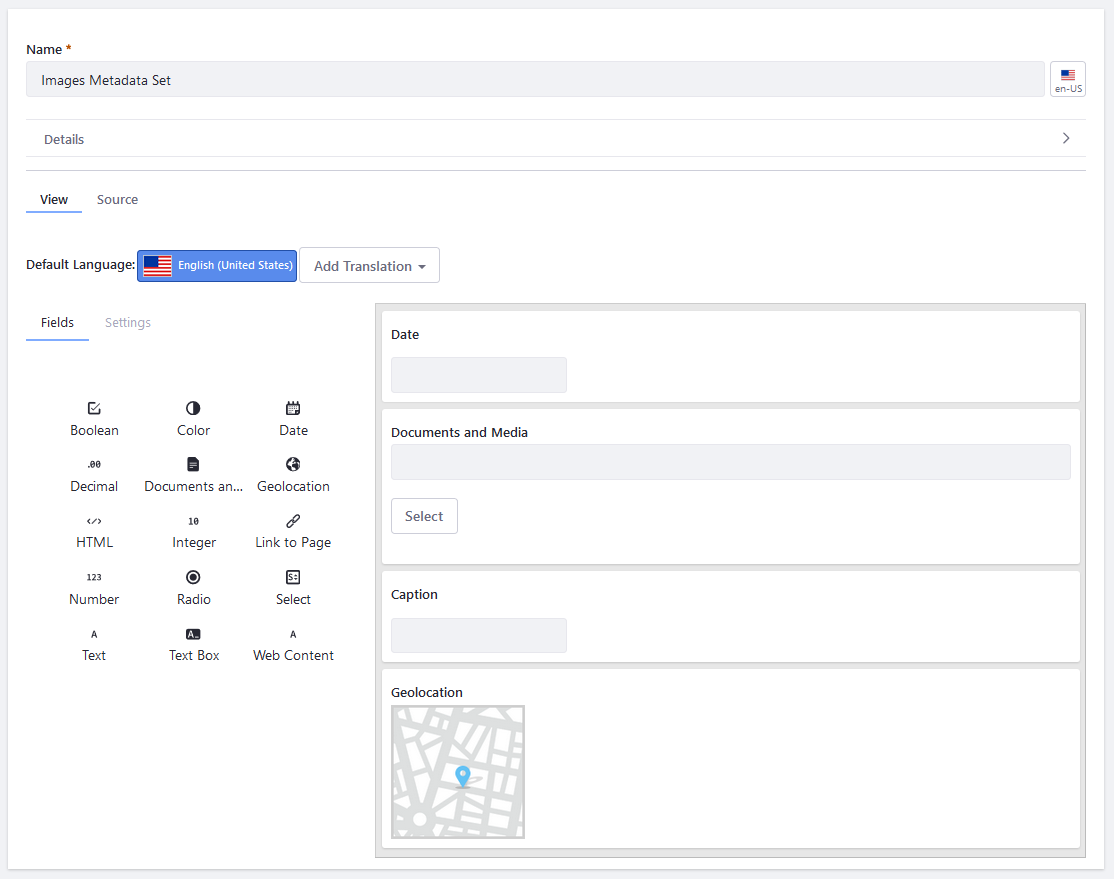 Name *
Images Metadata Set
en-US
Details
View Source
Default Language: English (United States) Add Translation
Fields Settings
Boolean Color Date
.00
Decimal Documents an... Geolocation
</> 10
HTML Integer Link to Page
123 S
Number Radio Select
A A A
Text Text Box Web Content
Date
Documents and Media
Select
Caption
Geolocation